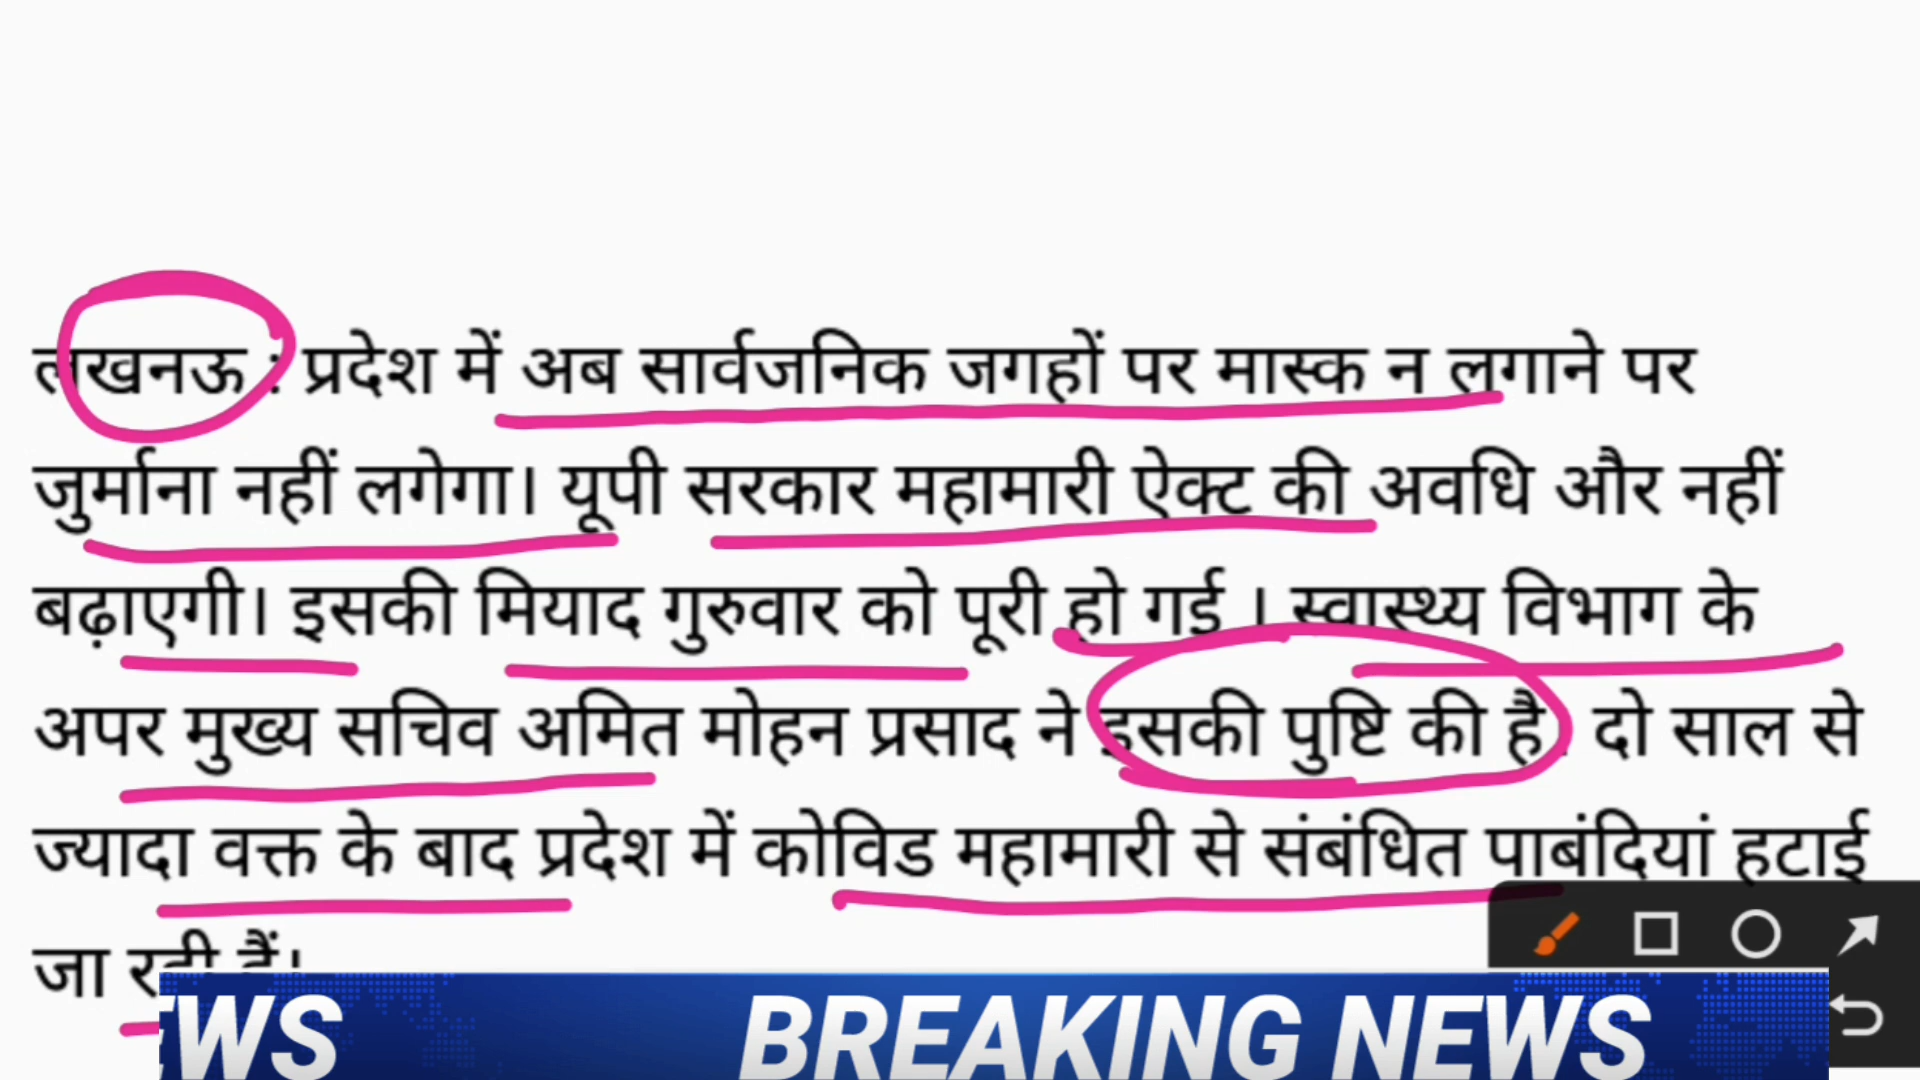 लखनऊ : प्रदेश में अब सार्वजनिक जगहों पर मास्क न लगाने पर
जुर्माना नहीं लगेगा। यूपी सरकार महामारी ऐक्ट की अवधि और नहीं
बढ़ाएगी। इसकी मियाद गुरुवार को पूरी हो गई । स्वास्थ्य विभाग के
अपर मुख्य सचिव अमित मोहन प्रसाद ने इसकी पुष्टि की है। दो साल से
ज्यादा वक्त के बाद प्रदेश में कोविड महामारी से संबंधित पाबंदियां हटाई
जा रही हैं।
EWS BREAKING NEWS